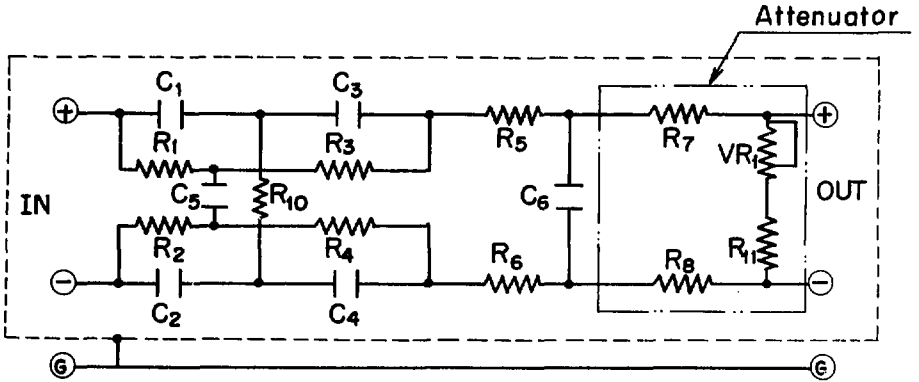 Attenuator
C1
C3
+
+
R1
R3
R5
R7
VR1
IN
C5
R10
C6
OUT
R2
R4
R6
R8
R11
−
−
C2
C4
G
G